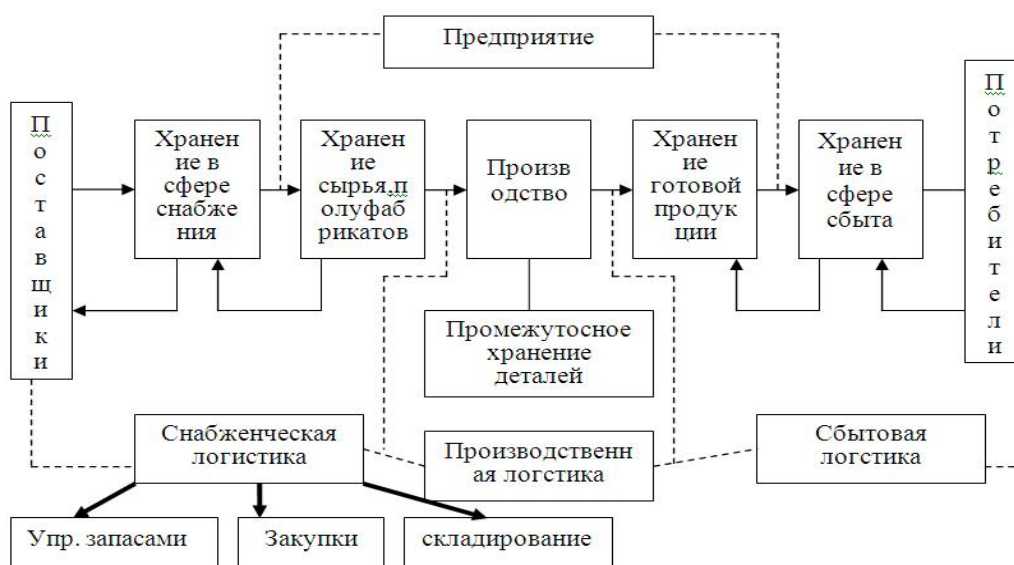 Предприятие
П
о
с
т
а
в
щ
и
к
и
Хранен
ие в
сфере
снабже
ния
Хранен
ие
сырья,п
олуфаб
рикатов
Произв
одство
Хранен
ие
готовой
продук
ции
Хранен
ие в
сфере
сбыта
П
о
т
р
е
б
и
т
е
л
и
Промежутосное
хранение
деталей
Снабженческая
логистика
Производственн
ая логстика
Сбытовая
логстика
Упр. запасами
Закупки
складирование